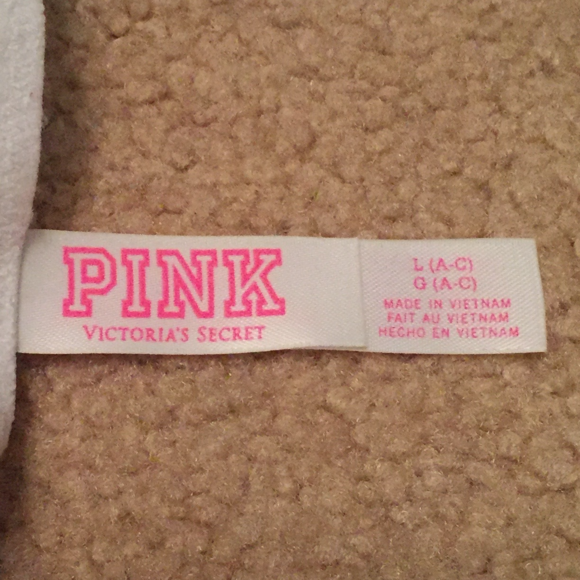 PINK
VICTORIA'S SECRET
L (A-C)
G (A-C)
MADE IN VIETNAM
FAIT AU VIETNAM
HECHO EN VIETNAM